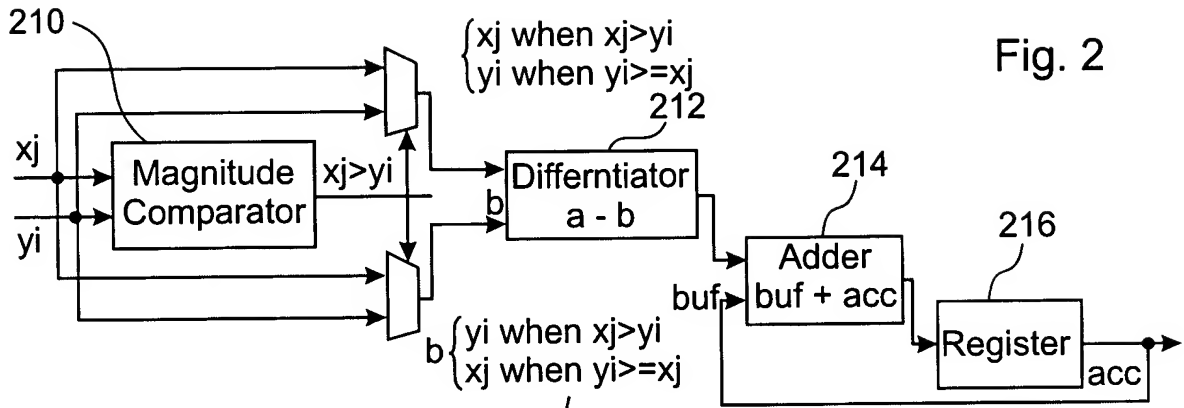 210
xj when xj>yi
yi when yi>=xj
Fig. 2
212
xj
Magnitude
Comparator
xj>yi
yi
b
Differntiator
a - b
214
Adder
buf + acc
buf
216
Register
acc
b
yi when xj>yi
xj when yi>=xj